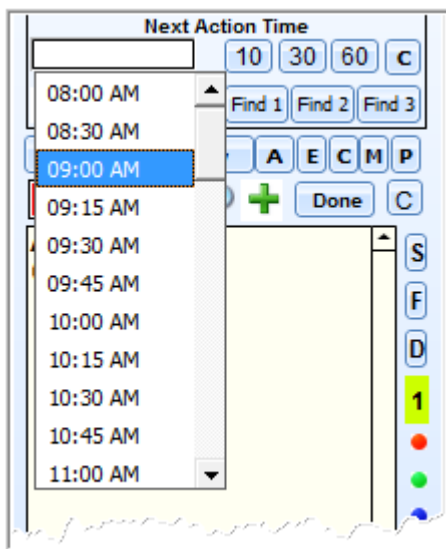 Next Action Time
10 30 60 C
08:00 AM
Find 1 Find 2 Find 3
08:30 AM
09:00 AM
A E C M P
09:15 AM
Done C
09:30 AM
S
09:45 AM
F
10:00 AM
10:15 AM
D
10:30 AM
1
10:45 AM
11:00 AM